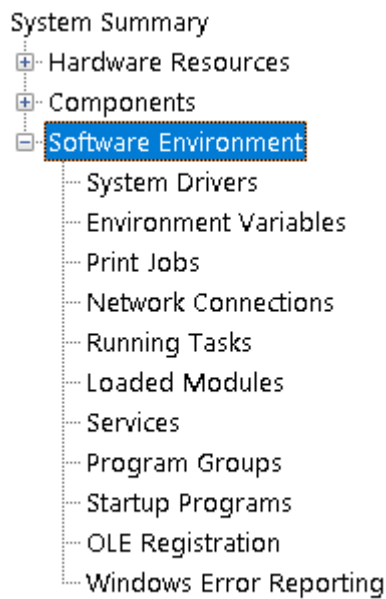 System Summary
Hardware Resources
Components
Software Environment
System Drivers
Environment Variables
Print Jobs
Network Connections
Running Tasks
Loaded Modules
Services
Program Groups
Startup Programs
OLE Registration
Windows Error Reporting